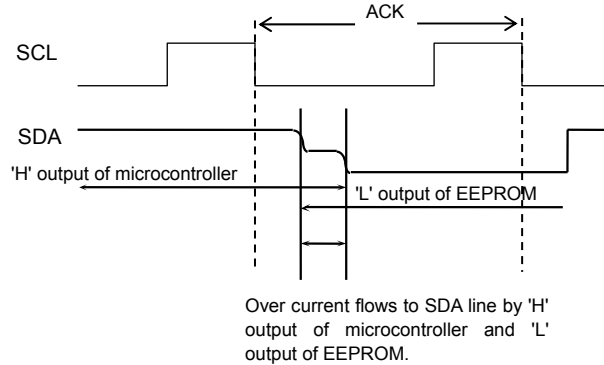 ACK
SCL
SDA
'H' output of microcontroller
'L' output of EEPROM
Over current flows to SDA line by 'H'
output of microcontroller and 'L'
output of EEPROM.